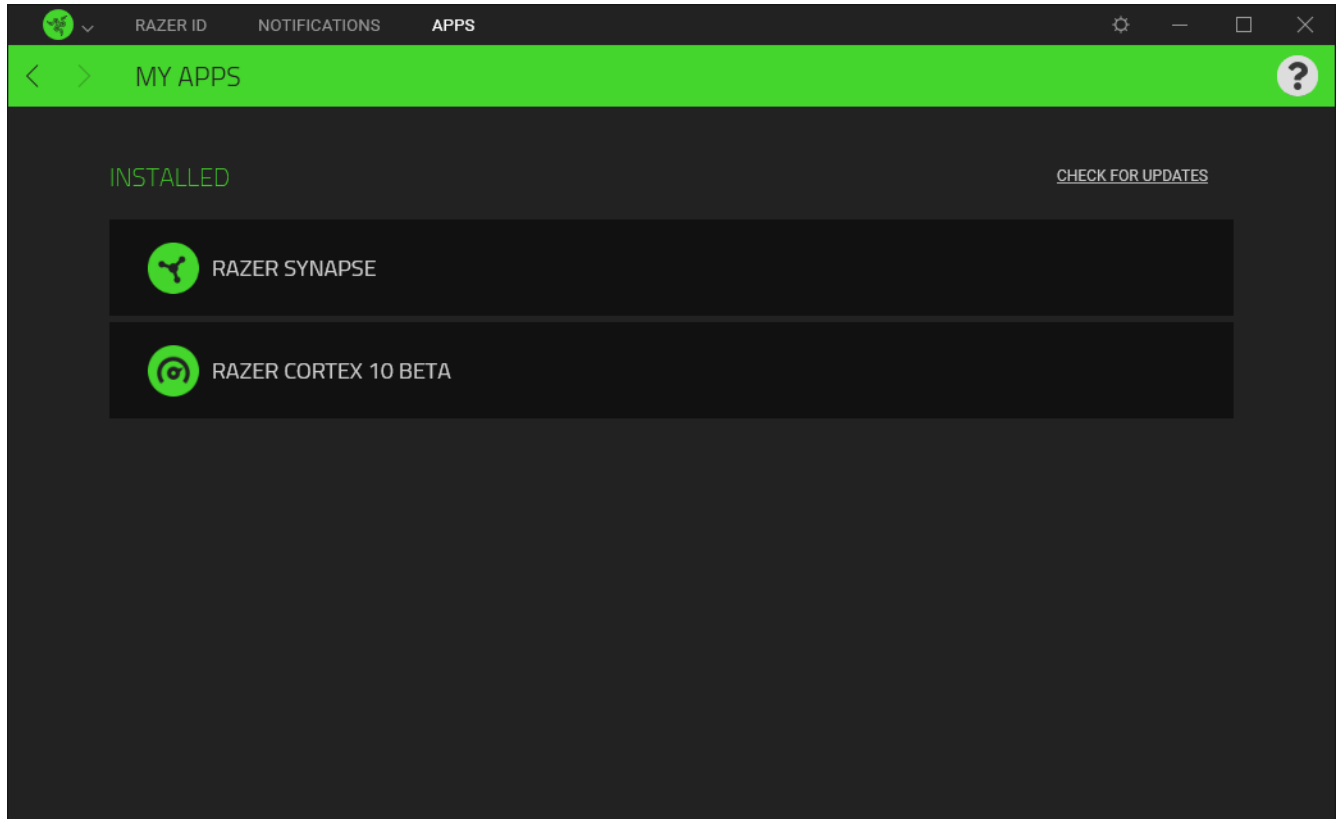 RAZER ID NOTIFICATIONS APPS
MY APPS ?
INSTALLED CHECK FOR UPDATES
RAZER SYNAPSE
RAZER CORTEX 10 BETA